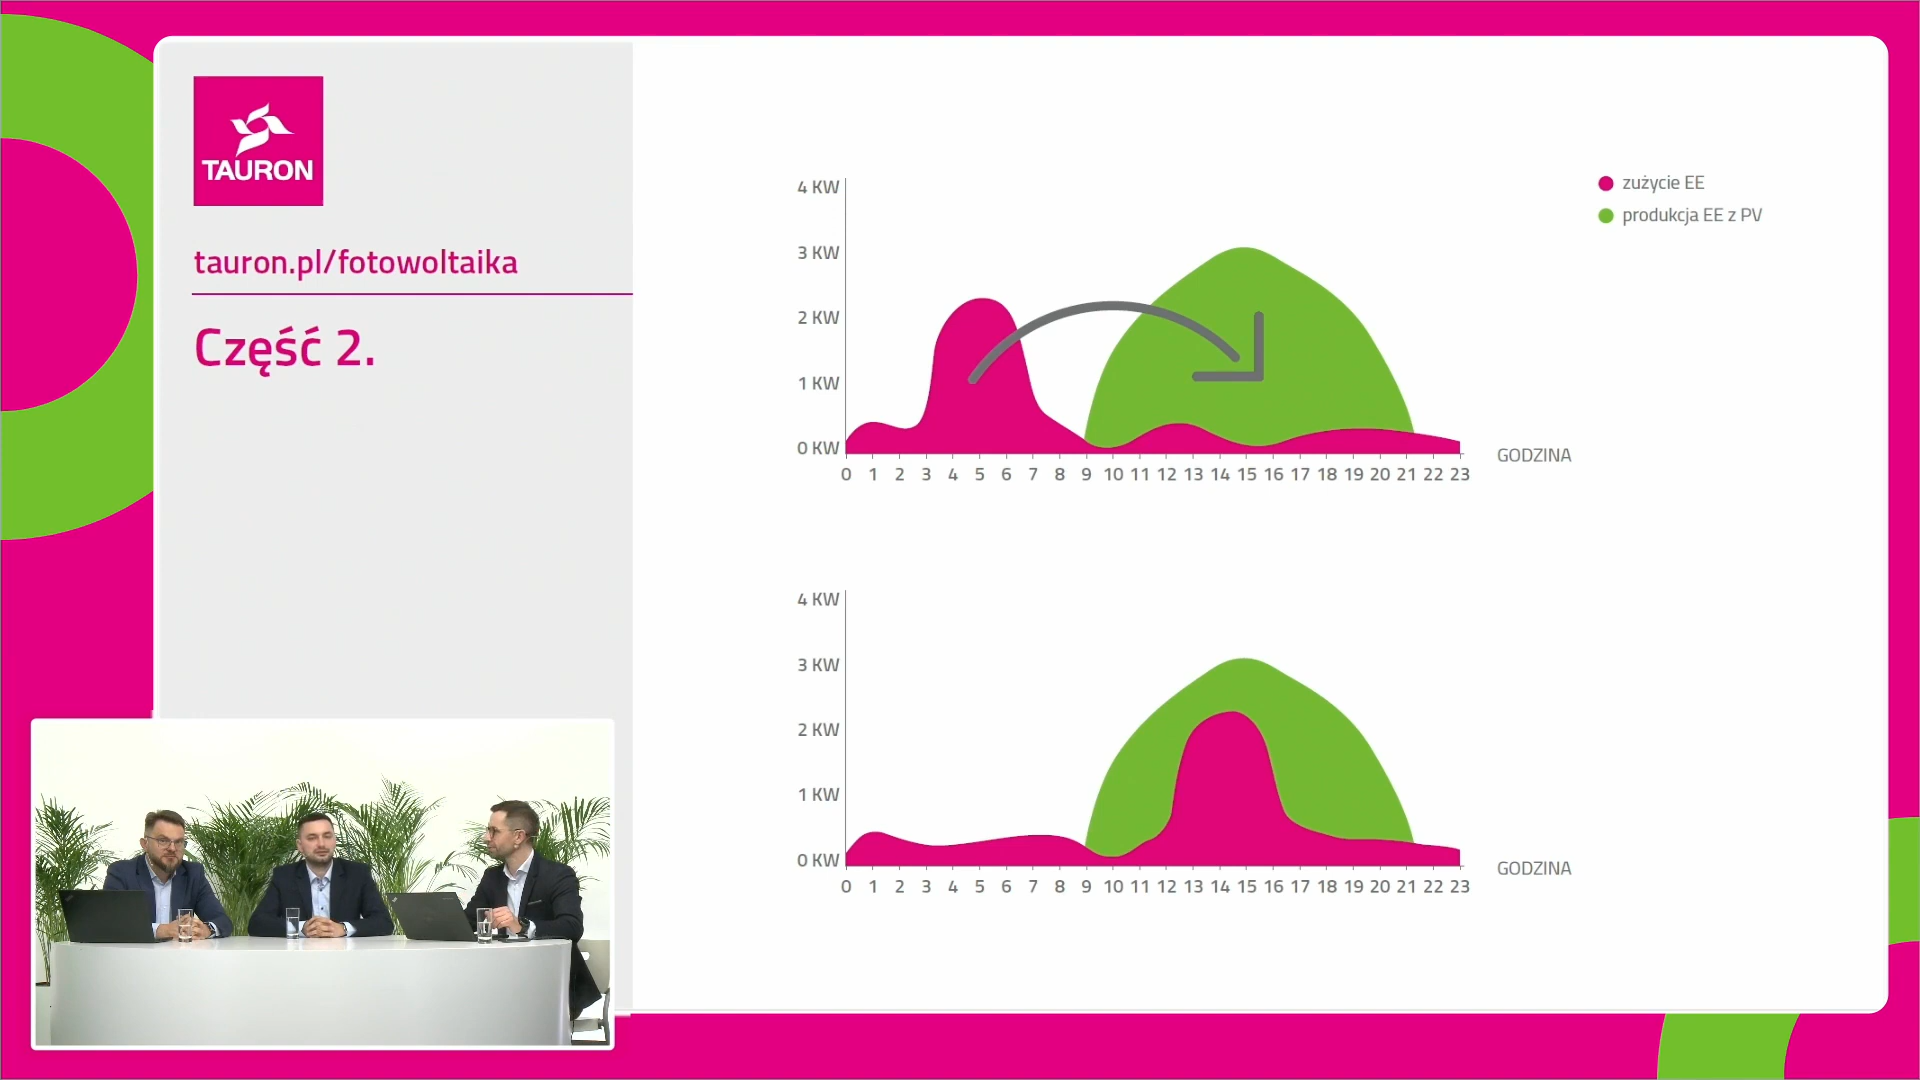 TAURON
tauron.pl/fotowoltaika
Część 2.
zużycie EE
produkcja EE z PV
4 KW
3 KW
2 KW
1 KW
0 KW
0 1 2 3 4 5 6 7 8 9 10 11 12 13 14 15 16 17 18 19 20 21 22 23
GODZINA
4 KW
3 KW
2 KW
1 KW
0 KW
0 1 2 3 4 5 6 7 8 9 10 11 12 13 14 15 16 17 18 19 20 21 22 23
GODZINA